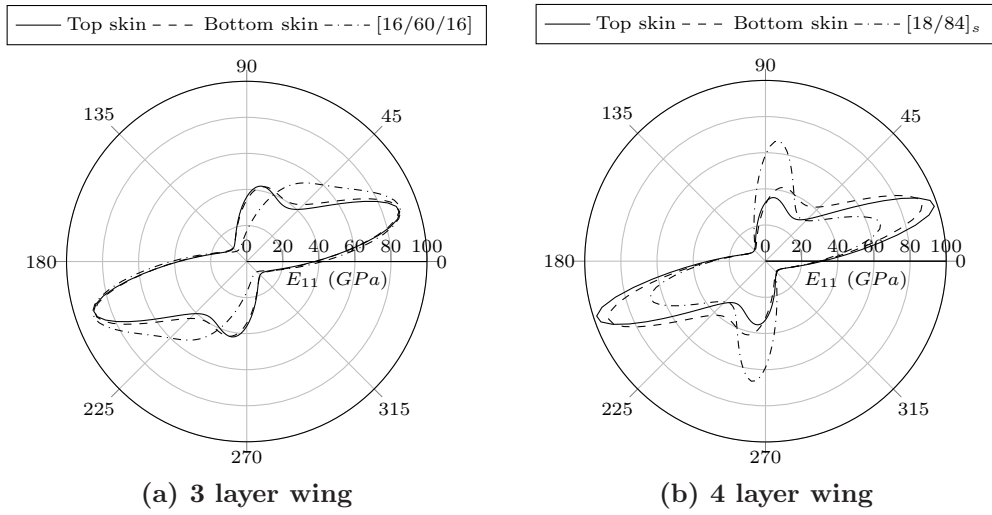 Top skin Bottom skin [16/60/16]
90
135
45
180
0 20 40 60 80 100
0
E11 (GPa)
225
315
270
(a) 3 layer wing
Top skin Bottom skin [18/84]s
90
135
45
180
0 20 40 60 80 100
0
E11 (GPa)
225
315
270
(b) 4 layer wing